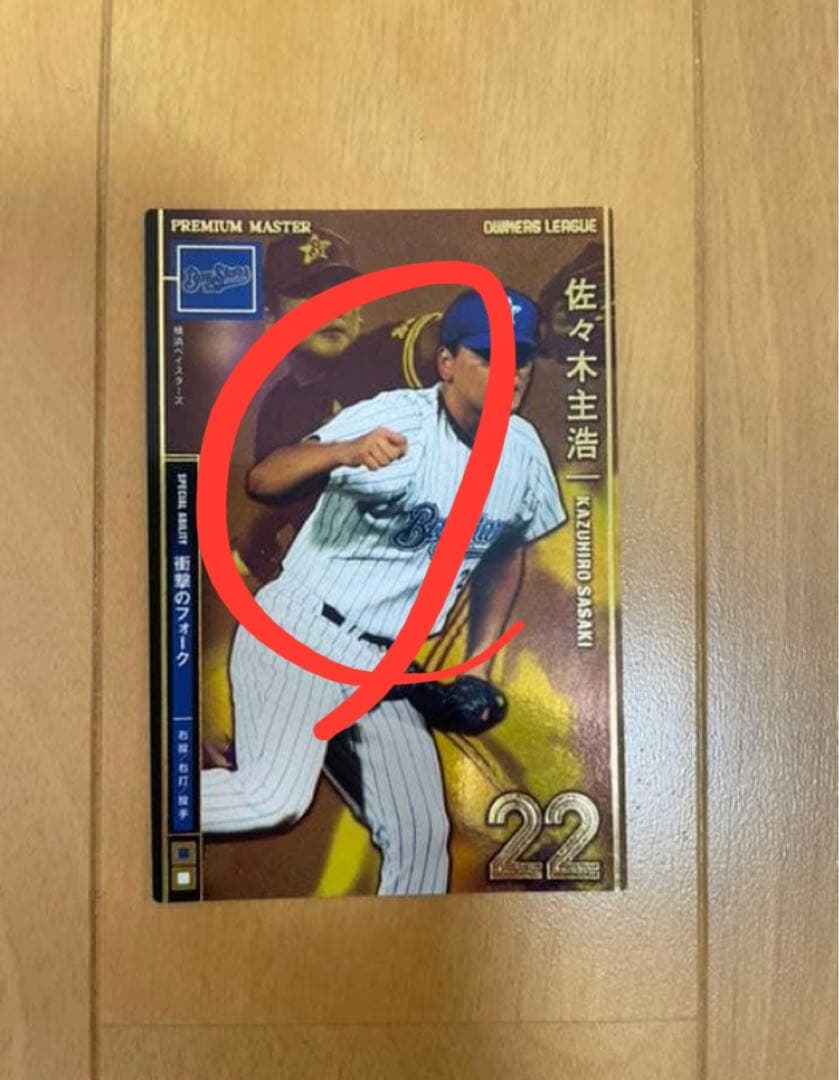 PREMIUM MASTER
OWNERS LEAGUE
BayStars
横浜ベイスターズ
佐々木主浩
KAZUHIRO SASAKI
SPECIAL ABILITY
衝撃のフォーク
右投/右打/投手
22